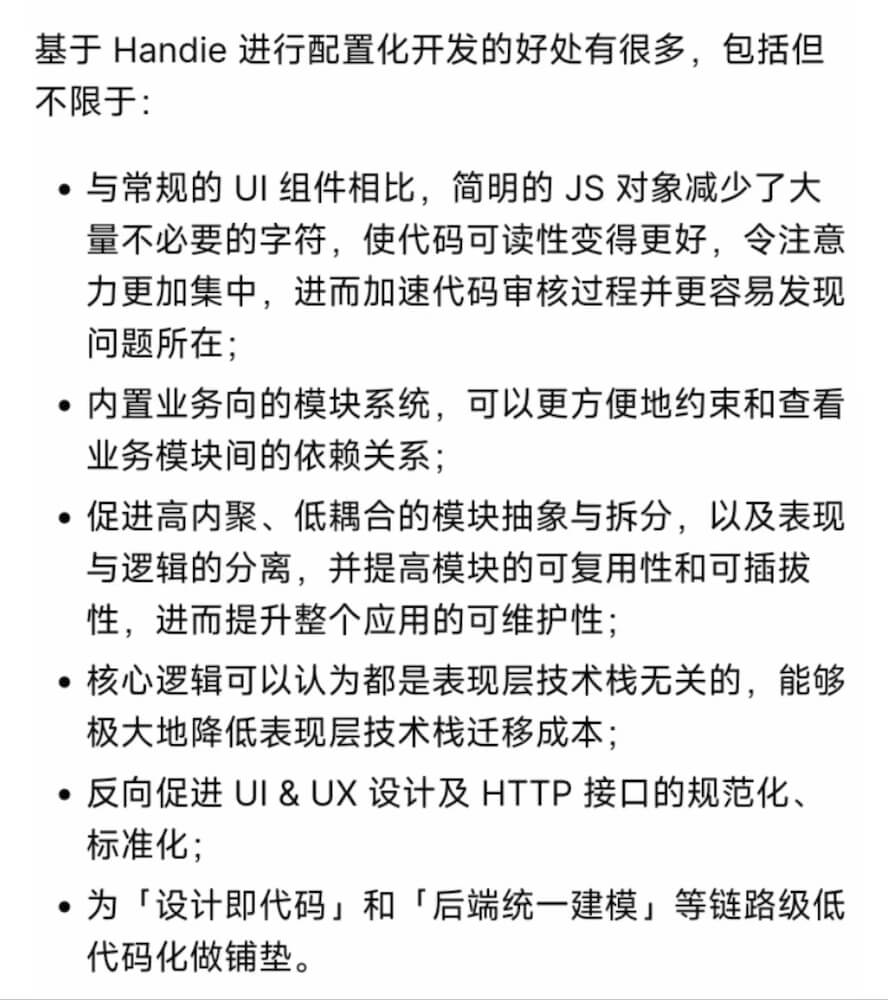 基于 Handie 进行配置化开发的好处有很多，包括但
不限于：
• 与常规的 UI 组件相比，简明的 JS 对象减少了大
量不必要的字符，使代码可读性变得更好，令注意
力更加集中，进而加速代码审核过程并更容易发现
问题所在；
• 内置业务向的模块系统，可以更方便地约束和查看
业务模块间的依赖关系；
• 促进高内聚、低耦合的模块抽象与拆分，以及表现
与逻辑的分离，并提高模块的可复用性和可插拔
性，进而提升整个应用的可维护性；
• 核心逻辑可以认为都是表现层技术栈无关的，能够
极大地降低表现层技术栈迁移成本；
• 反向促进 UI & UX 设计及 HTTP 接口的规范化、
标准化；
• 为「设计即代码」和「后端统一建模」等链路级低
代码化做铺垫。